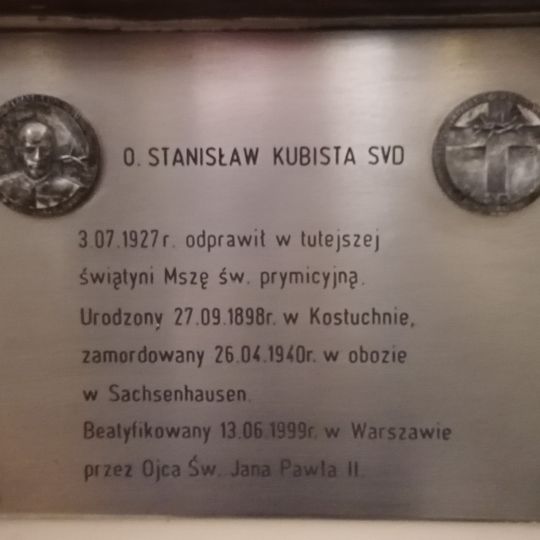 O. STANISŁAW KUBISTA SVD
3.07.1927r. odprawił w tutejszej
świątyni Mszę św. prymicyjną.
Urodzony 27.09.1898r. w Kostuchnie,
zamordowany 26.04.1940r. w obozie
w Sachsenhausen.
Beatyfikowany 13.06.1999r. w Warszawie
przez Ojca Św. Jana Pawła II.